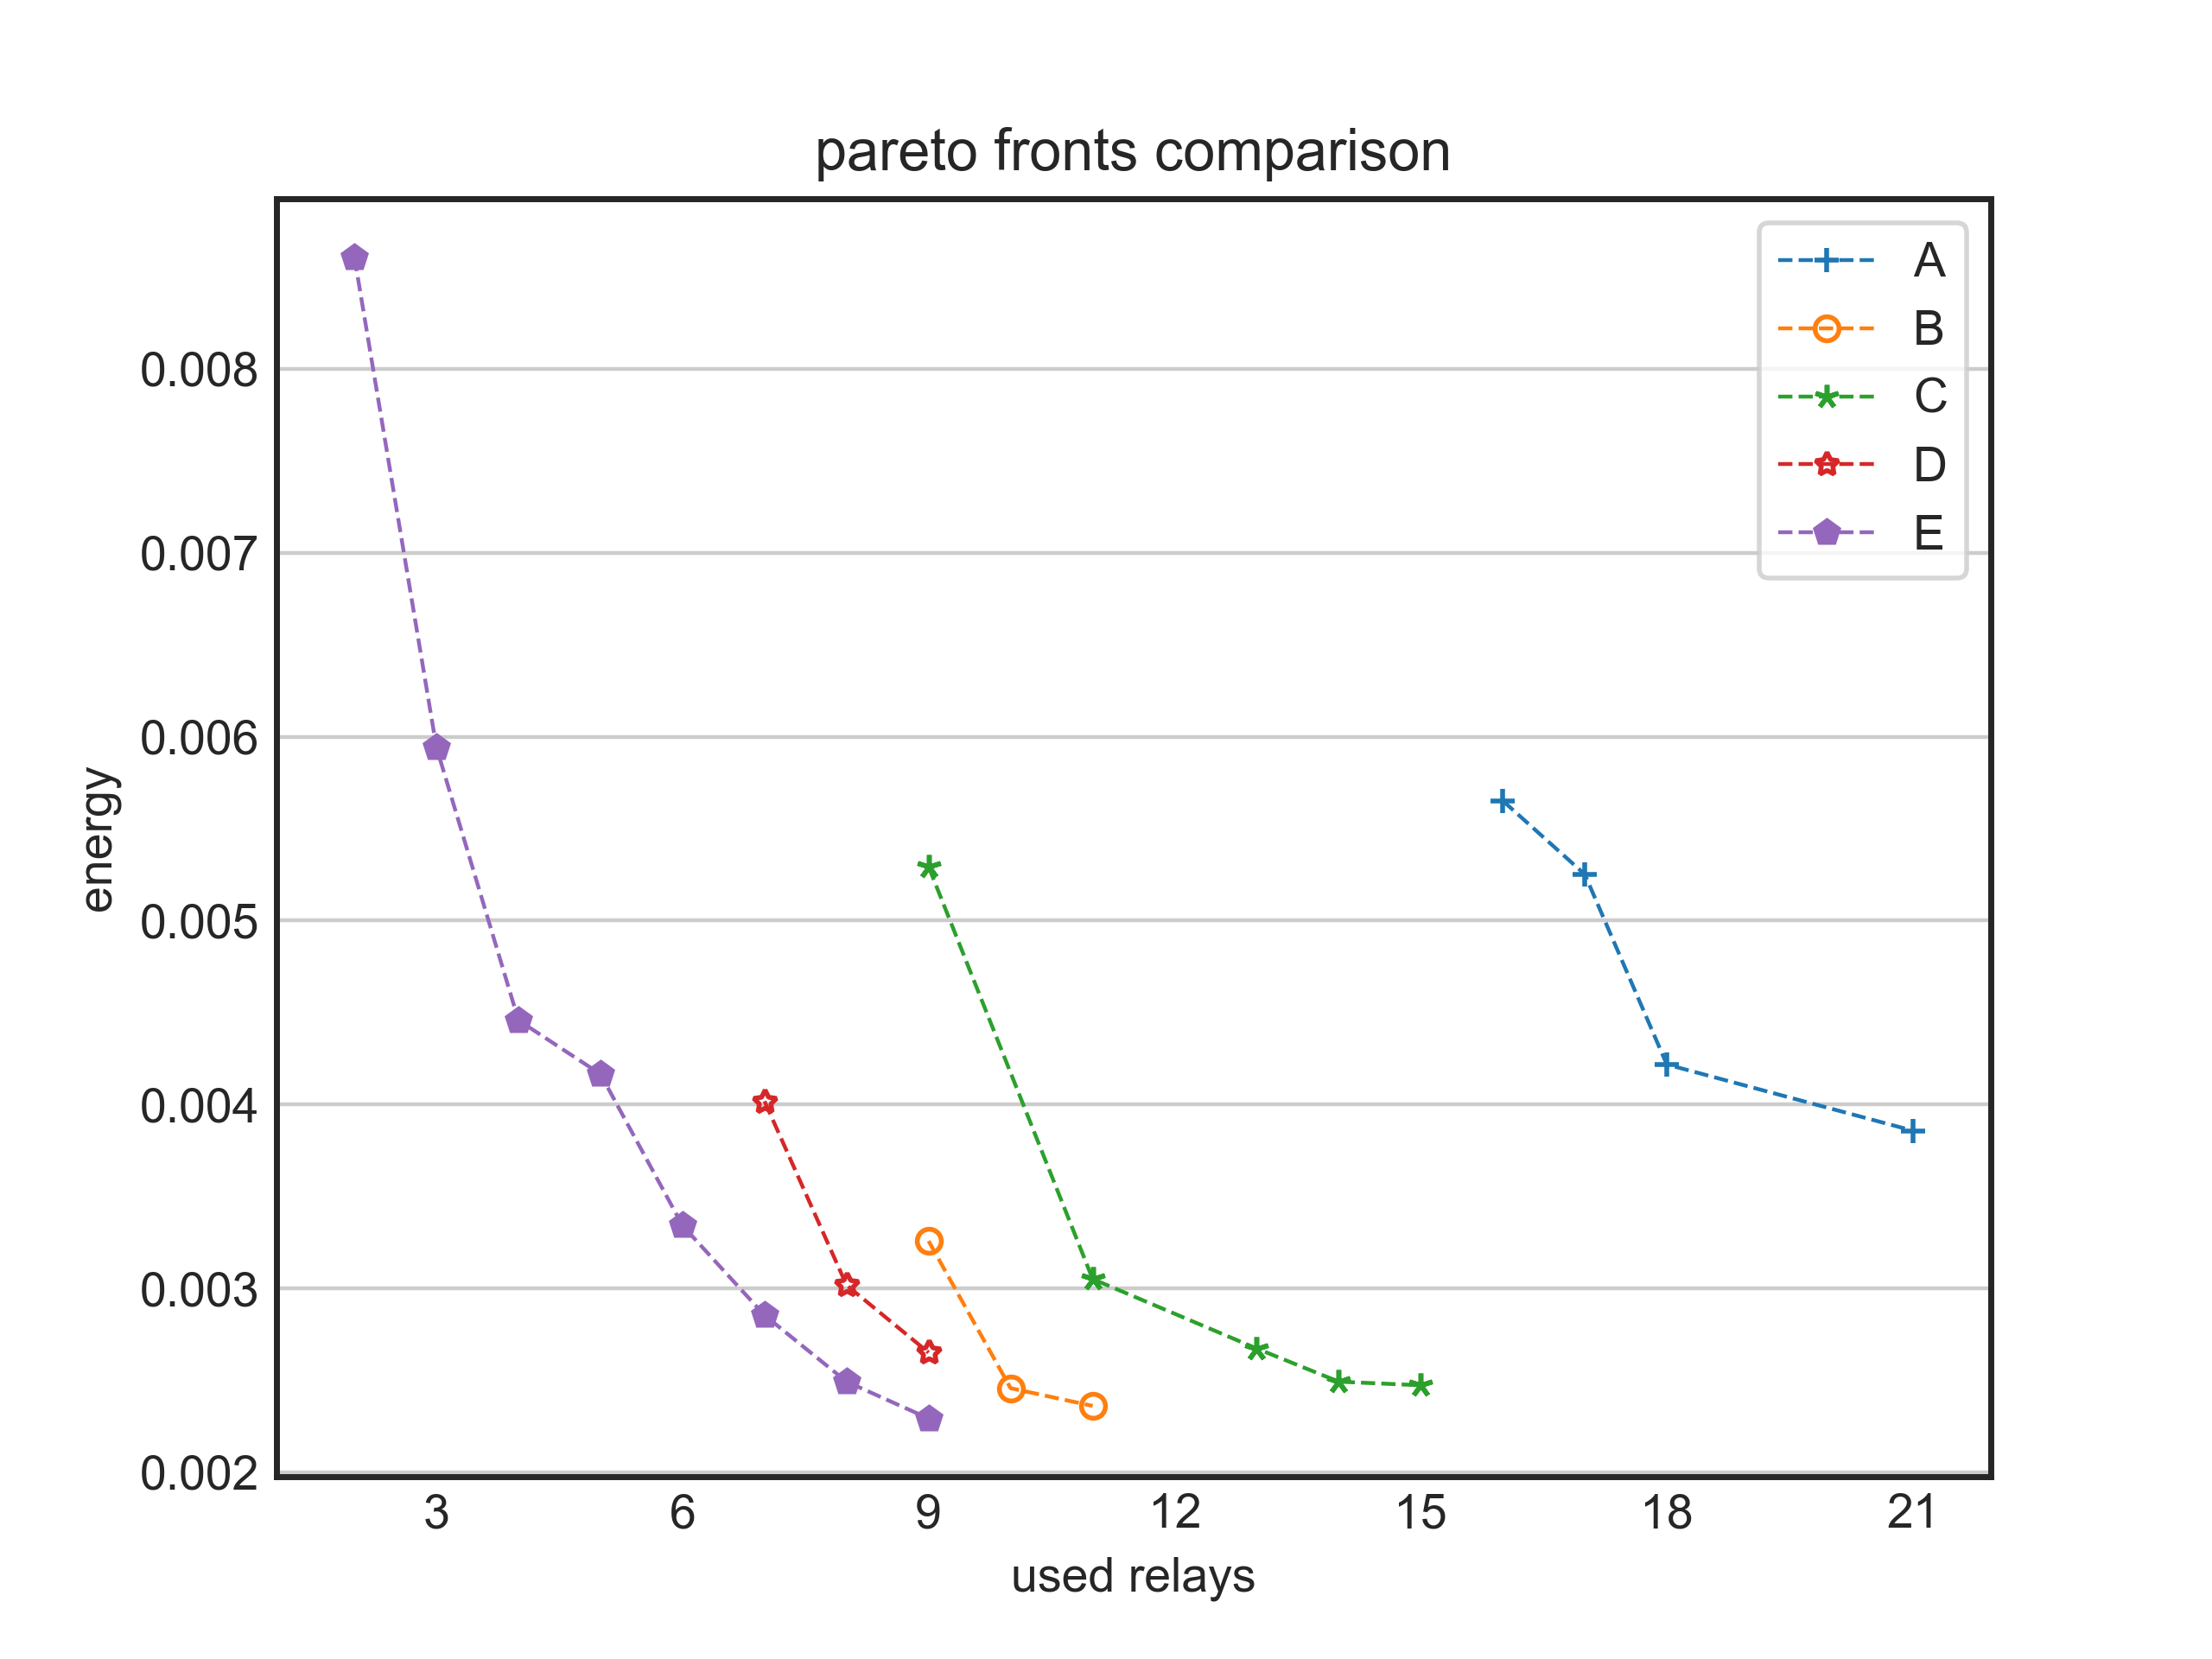 pareto fronts comparison
A
B
C
D
E
0.008
0.007
0.006
0.005
0.004
0.003
0.002
energy
3 6 9 12 15 18 21
used relays